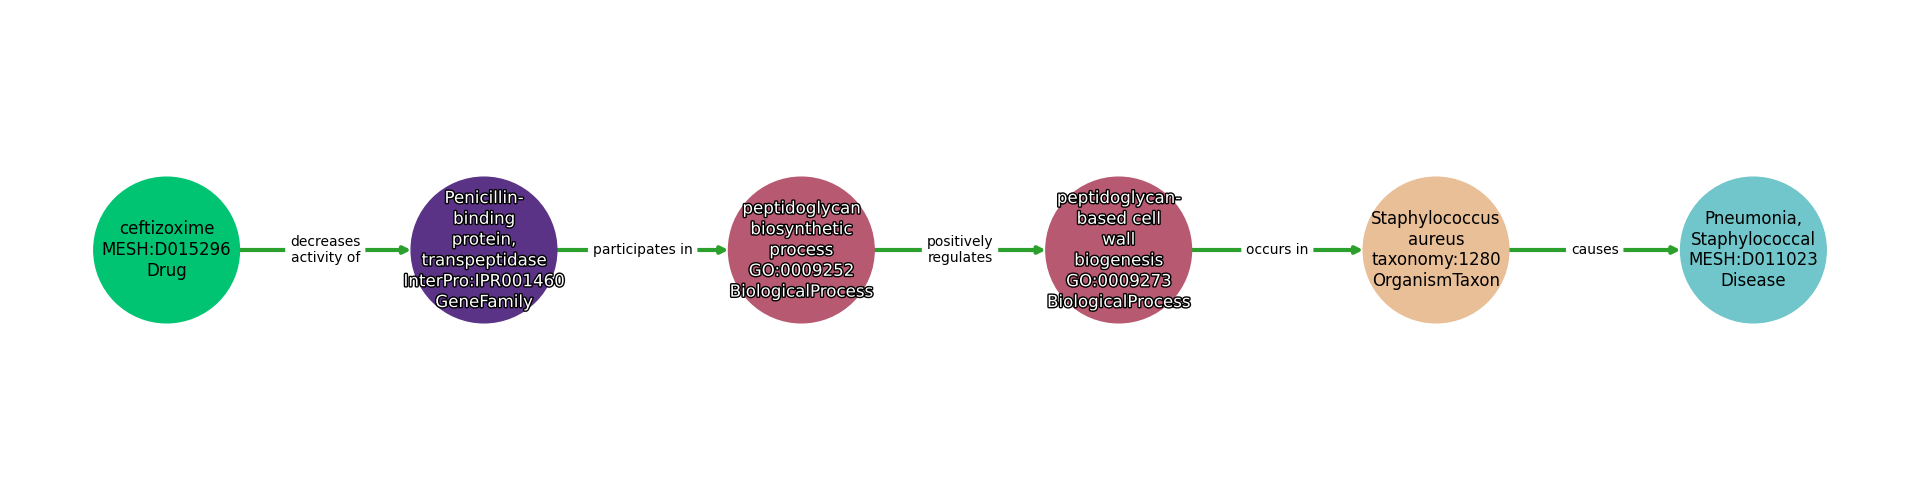 ceftizoxime
MESH:D015296
Drug
decreases
activity of
Penicillin-
binding
protein,
transpeptidase
InterPro:IPR001460
GeneFamily
participates in
peptidoglycan
biosynthetic
process
GO:0009252
BiologicalProcess
positively
regulates
peptidoglycan-
based cell
wall
biogenesis
GO:0009273
BiologicalProcess
occurs in
Staphylococcus
aureus
taxonomy:1280
OrganismTaxon
causes
Pneumonia,
Staphylococcal
MESH:D011023
Disease